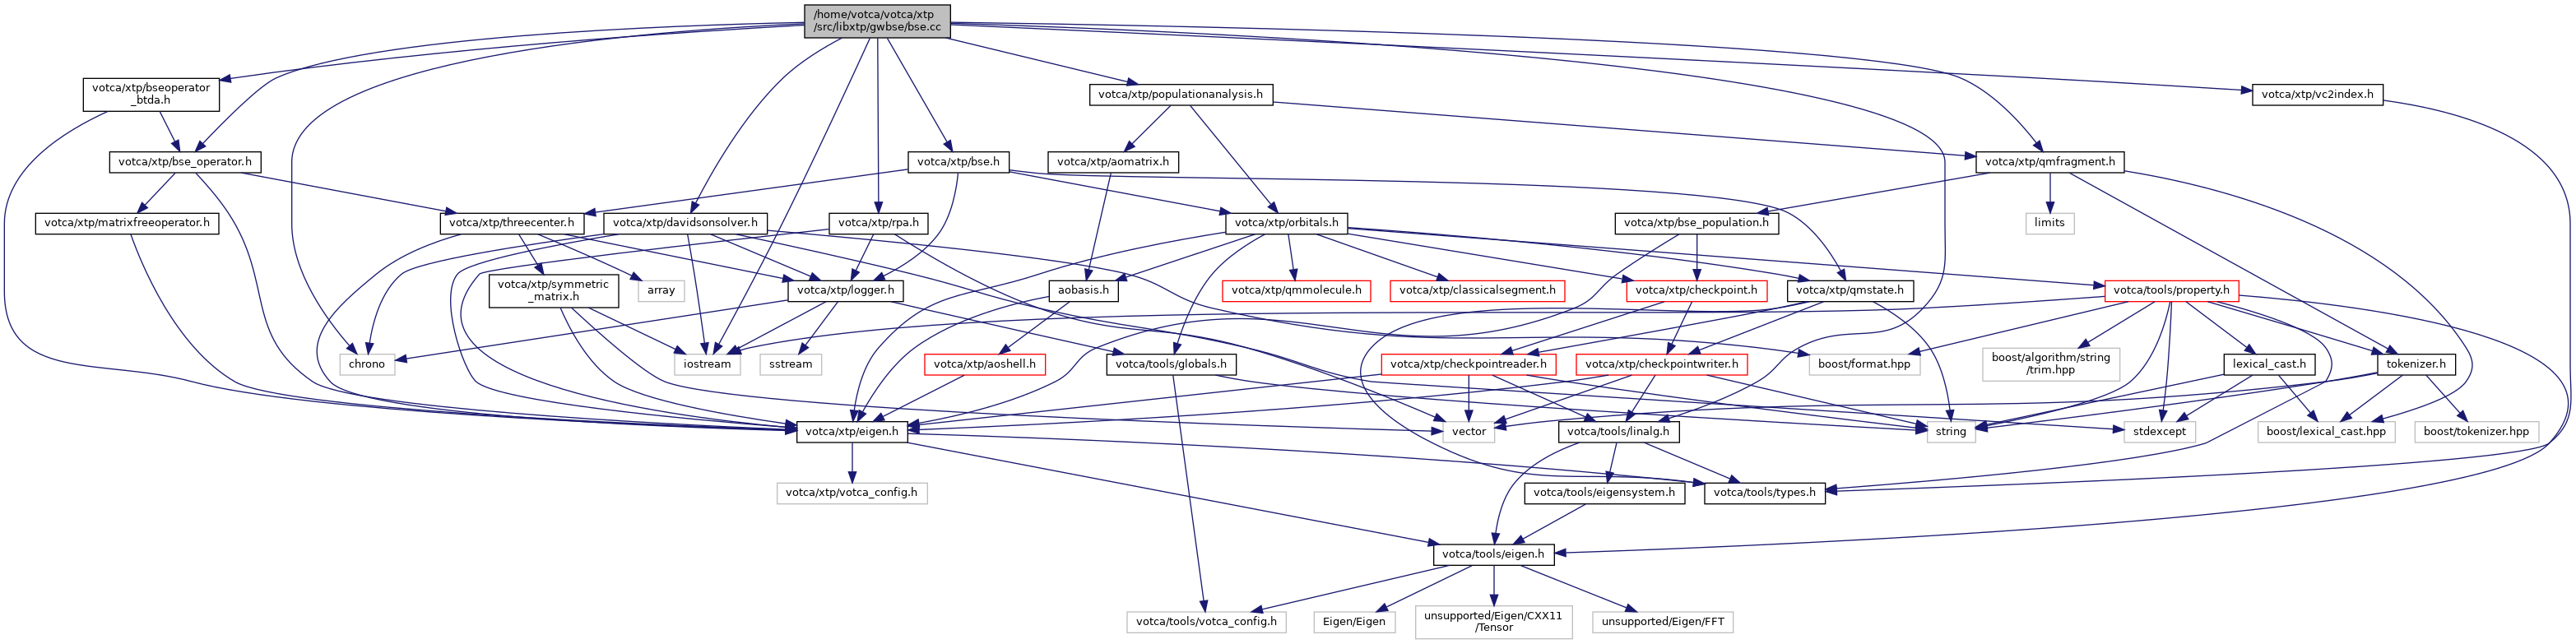 /home/votca/votca/xtp
/src/libxtp/gwbse/bse.cc
votca/xtp/bseoperator
_btda.h
votca/xtp/populationanalysis.h
votca/xtp/vc2index.h
votca/xtp/bse_operator.h
votca/xtp/bse.h
votca/xtp/aomatrix.h
votca/xtp/qmfragment.h
votca/xtp/matrixfreeoperator.h
votca/xtp/threecenter.h
votca/xtp/davidsonsolver.h
votca/xtp/rpa.h
votca/xtp/orbitals.h
votca/xtp/bse_population.h
limits
votca/xtp/symmetric
_matrix.h
array
votca/xtp/logger.h
aobasis.h
votca/xtp/qmmolecule.h
votca/xtp/classicalsegment.h
votca/xtp/checkpoint.h
votca/xtp/qmstate.h
votca/tools/property.h
chrono
iostream
sstream
votca/xtp/aoshell.h
votca/tools/globals.h
votca/xtp/checkpointreader.h
votca/xtp/checkpointwriter.h
boost/format.hpp
boost/algorithm/string
/trim.hpp
lexical_cast.h
tokenizer.h
votca/xtp/eigen.h
vector
votca/tools/linalg.h
string
stdexcept
boost/lexical_cast.hpp
boost/tokenizer.hpp
votca/xtp/votca_config.h
votca/tools/eigensystem.h
votca/tools/types.h
votca/tools/eigen.h
votca/tools/votca_config.h
Eigen/Eigen
unsupported/Eigen/CXX11
/Tensor
unsupported/Eigen/FFT